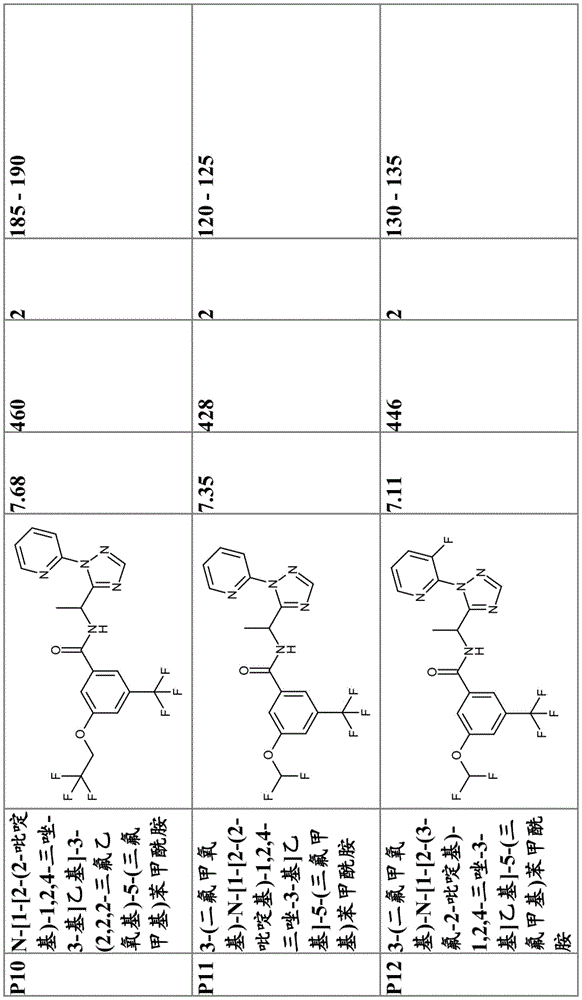 P10
N-[1-[2-(2-吡啶
基)-1,2,4-三唑-
3-基]乙基]-3-
(2,2,2-三氟乙
氧基)-5-(三氟
甲基)苯甲酰胺
F
F
F
O
O
N
H
F
F
F
N
N
N
N
7.68
460
2
185 - 190
P11
3-(二氟甲氧
基)-N-[1-[2-(2-
吡啶基)-1,2,4-
三唑-3-基]乙
基]-5-(三氟甲
基)苯甲酰胺
F
F
O
O
N
H
F
F
F
N
N
N
N
7.35
428
2
120 - 125
P12
3-(二氟甲氧
基)-N-[1-[2-(3-
氟-2-吡啶基)-
1,2,4-三唑-3-
基]乙基]-5-(三
氟甲基)苯甲酰
胺
F
F
O
O
N
H
F
F
F
N
N
N
N
F
7.11
446
2
130 - 135